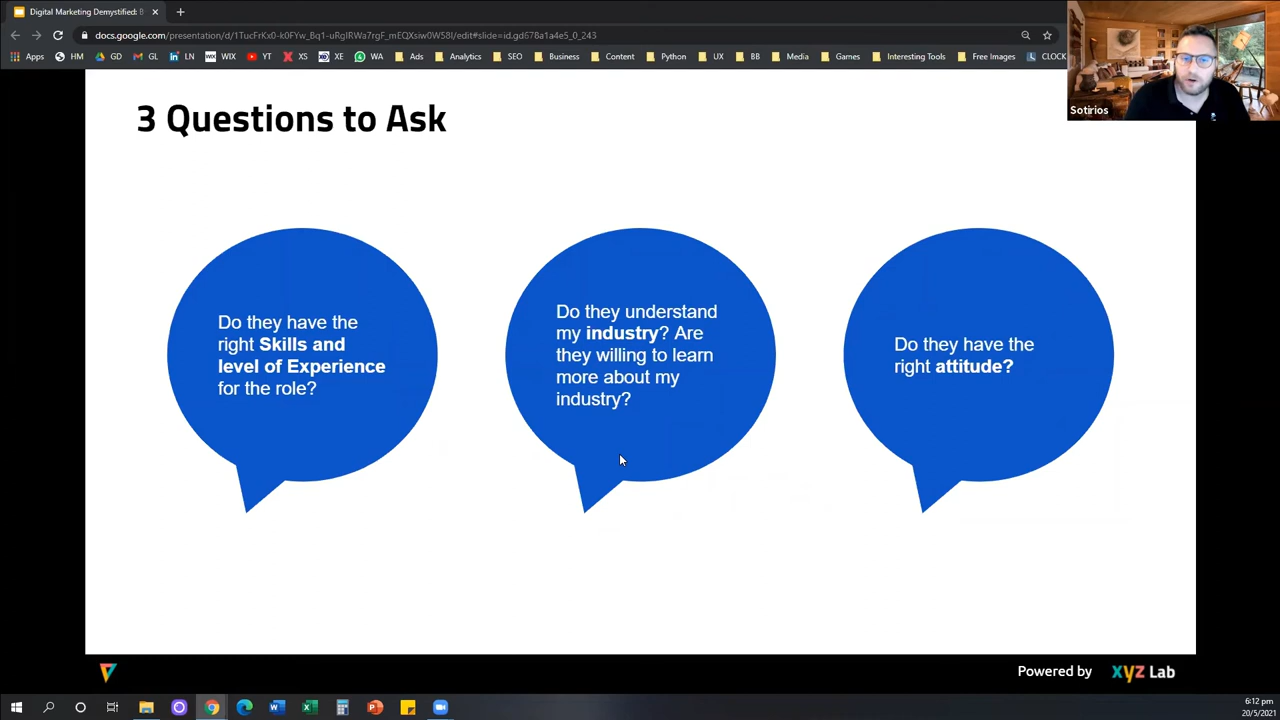 Digital Marketing Demystified: B
docs.google.com/presentation/d/1TucFrKx0-k0FYw_Bq1-uRgIRWa7rgF_mEQXsiw0W58I/edit#slide=id.gd678a1a4e5_0_243
Apps HM GD GL LN WIX YT XS XE WA Ads Analytics SEO Business Content Python UX BB Media Games Interesting Tools Free Images CLOCK
Sotirios
3 Questions to Ask
Do they have the
right Skills and
level of Experience
for the role?
Do they understand
my industry? Are
they willing to learn
more about my
industry?
Do they have the
right attitude?
Powered by XYZ Lab
6:12 pm
20/5/2021